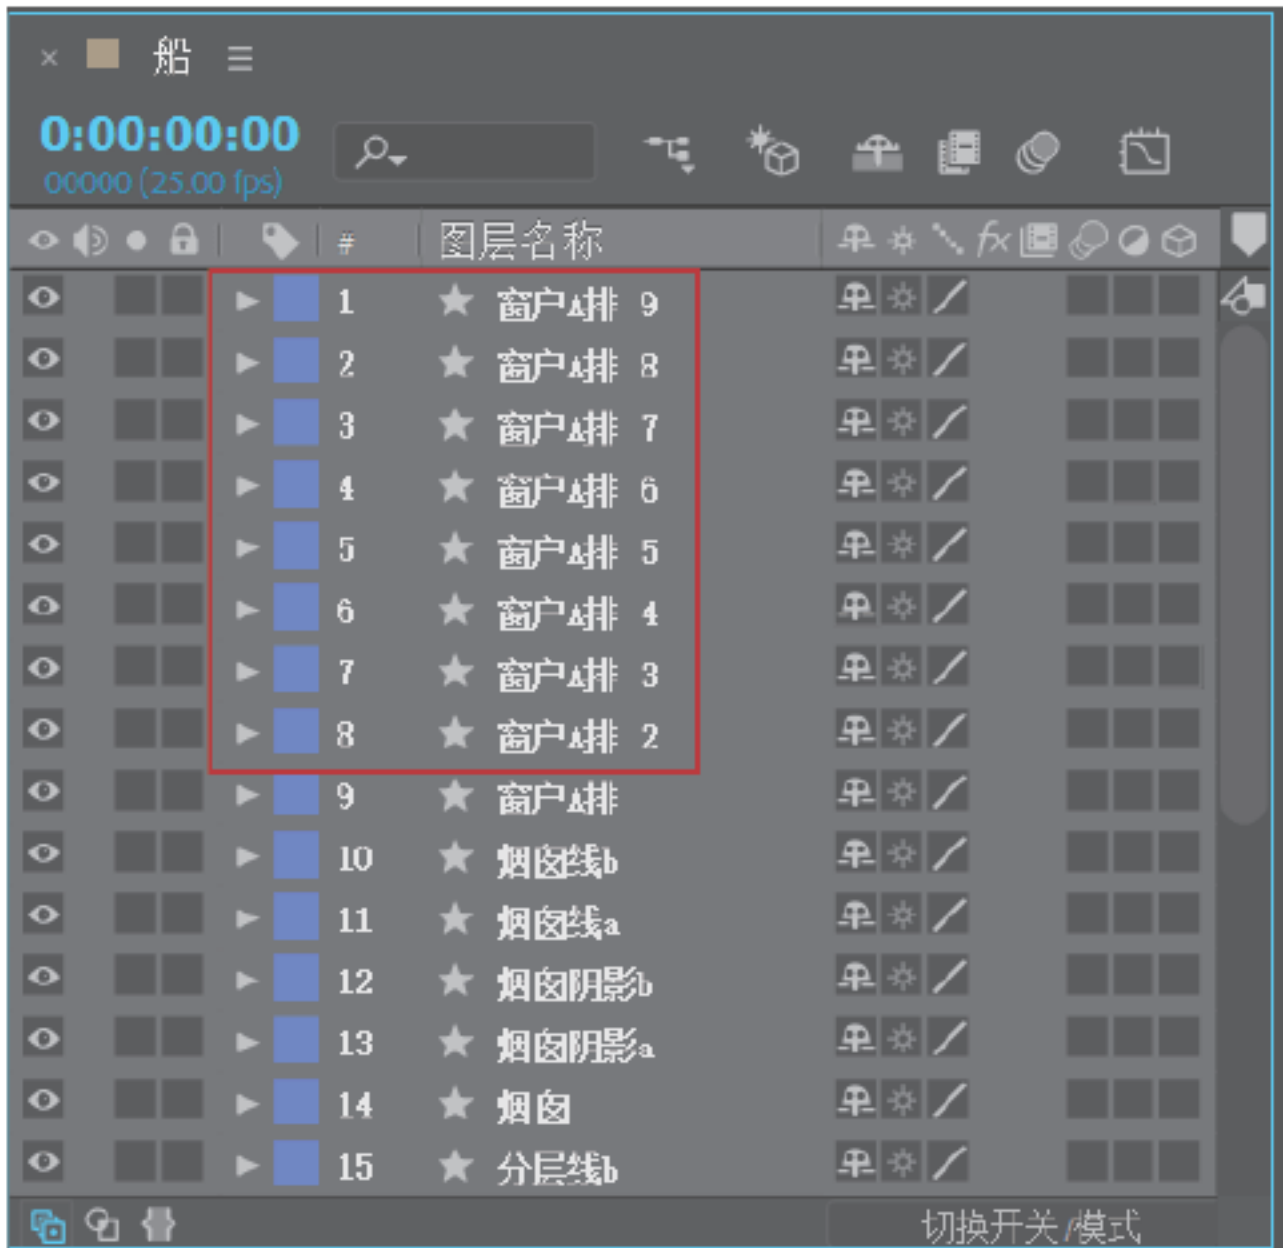 船
0:00:00:00
00000 (25.00 fps)
# 图层名称 fx
1 窗户A排 9
2 窗户A排 8
3 窗户A排 7
4 窗户A排 6
5 窗户A排 5
6 窗户A排 4
7 窗户A排 3
8 窗户A排 2
9 窗户A排
10 烟囱线b
11 烟囱线a
12 烟囱阴影b
13 烟囱阴影a
14 烟囱
15 分层线b
切换开关/模式